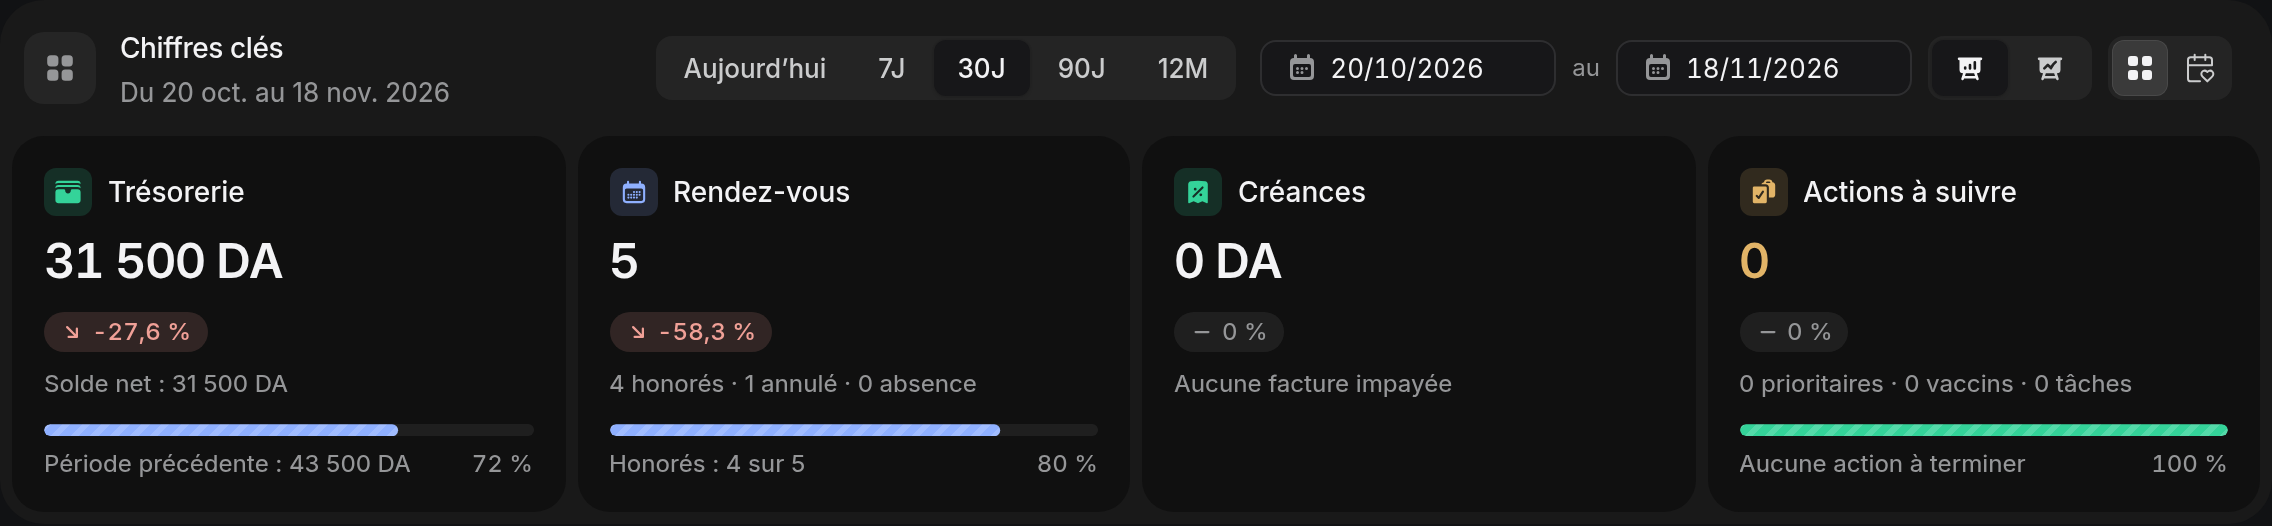 Chiffres clés
Du 20 oct. au 18 nov. 2026
Aujourd'hui 7J 30J 90J 12M
20/10/2026 au 18/11/2026
Trésorerie
31 500 DA
-27,6 %
Solde net : 31 500 DA
Période précédente : 43 500 DA 72 %
Rendez-vous
5
-58,3 %
4 honorés · 1 annulé · 0 absence
Honorés : 4 sur 5 80 %
Créances
0 DA
— 0 %
Aucune facture impayée
Actions à suivre
0
— 0 %
0 prioritaires · 0 vaccins · 0 tâches
Aucune action à terminer 100 %